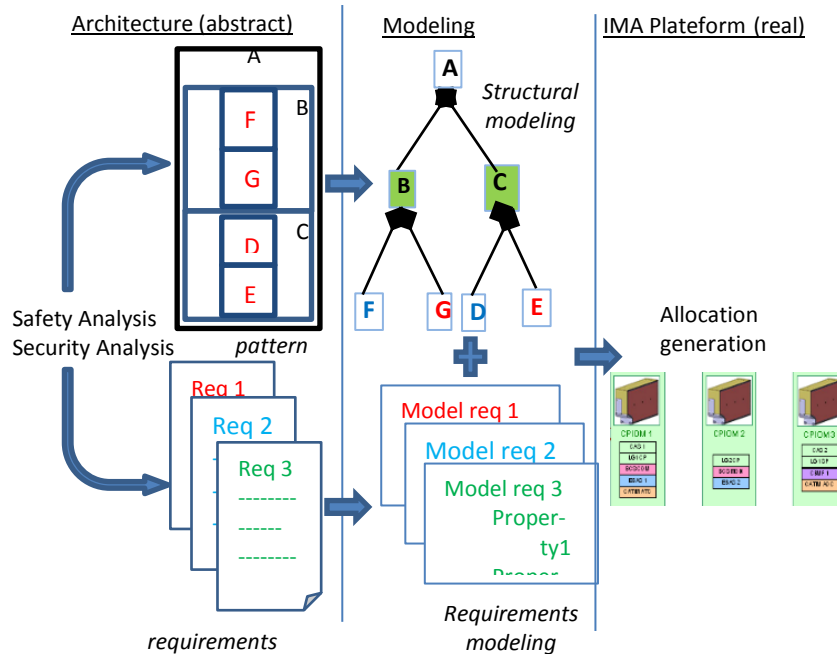 Architecture (abstract)
A
B
F
G
C
D
E
pattern
Safety Analysis
Security Analysis
Req 1
Req 2
Req 3
--------
------
--------
requirements
Modeling
A
Structural
modeling
B
C
F
G
D
E
Model req 1
Model req 2
Model req 3
Proper-
ty1
Proper
Requirements
modeling
IMA Plateform (real)
Allocation
generation
CPIOM 1
CPIOM 2
CPIOM 3